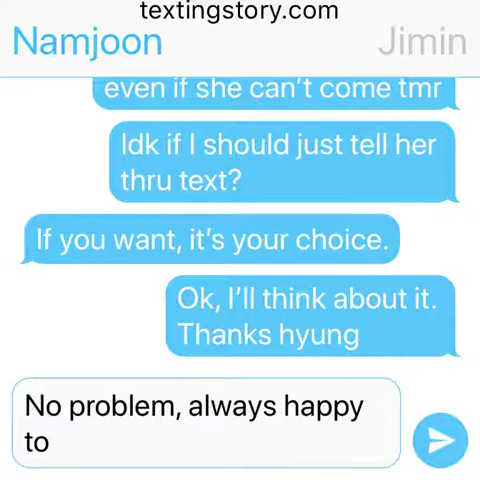 textingstory.com
Namjoon
Jimin
even if she can't come tmr
Idk if I should just tell her
thru text?
If you want, it's your choice.
Ok, I'll think about it.
Thanks hyung
No problem, always happy
to